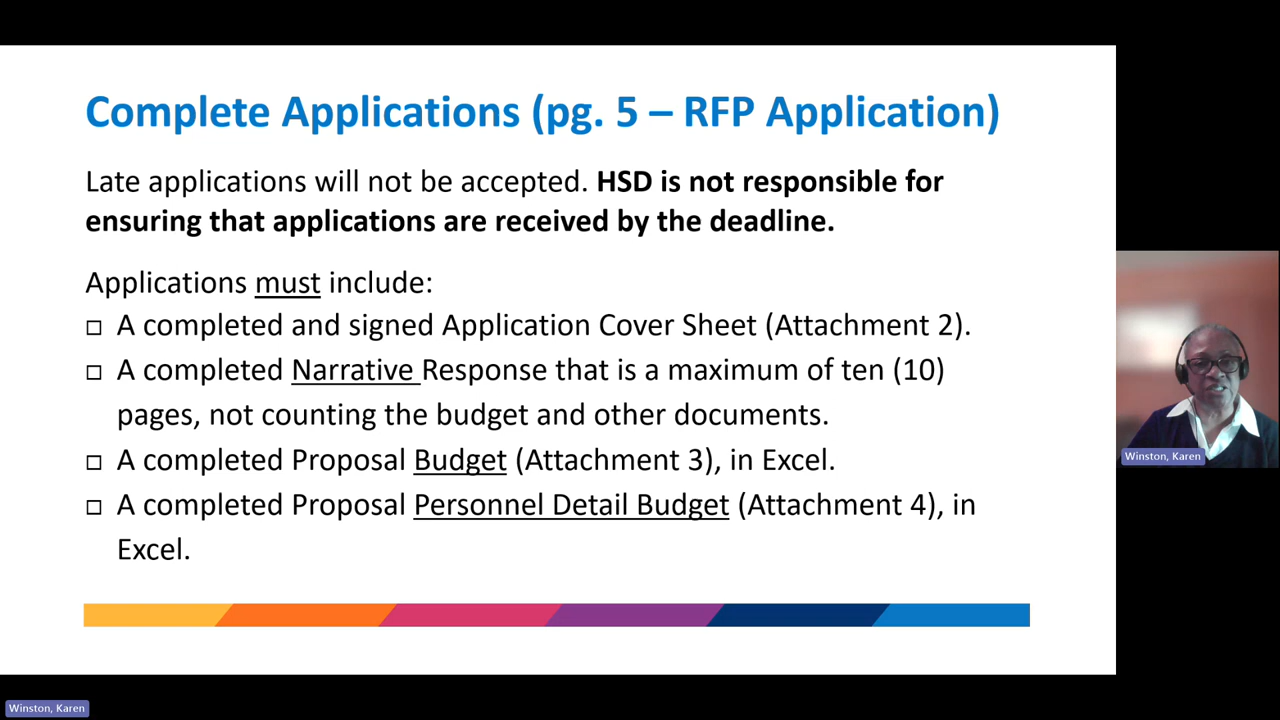 Complete Applications (pg. 5 – RFP Application)
Late applications will not be accepted. HSD is not responsible for
ensuring that applications are received by the deadline.
Applications must include:
□ A completed and signed Application Cover Sheet (Attachment 2).
□ A completed Narrative Response that is a maximum of ten (10)
pages, not counting the budget and other documents.
□ A completed Proposal Budget (Attachment 3), in Excel.
□ A completed Proposal Personnel Detail Budget (Attachment 4), in
Excel.
Winston, Karen
Winston, Karen